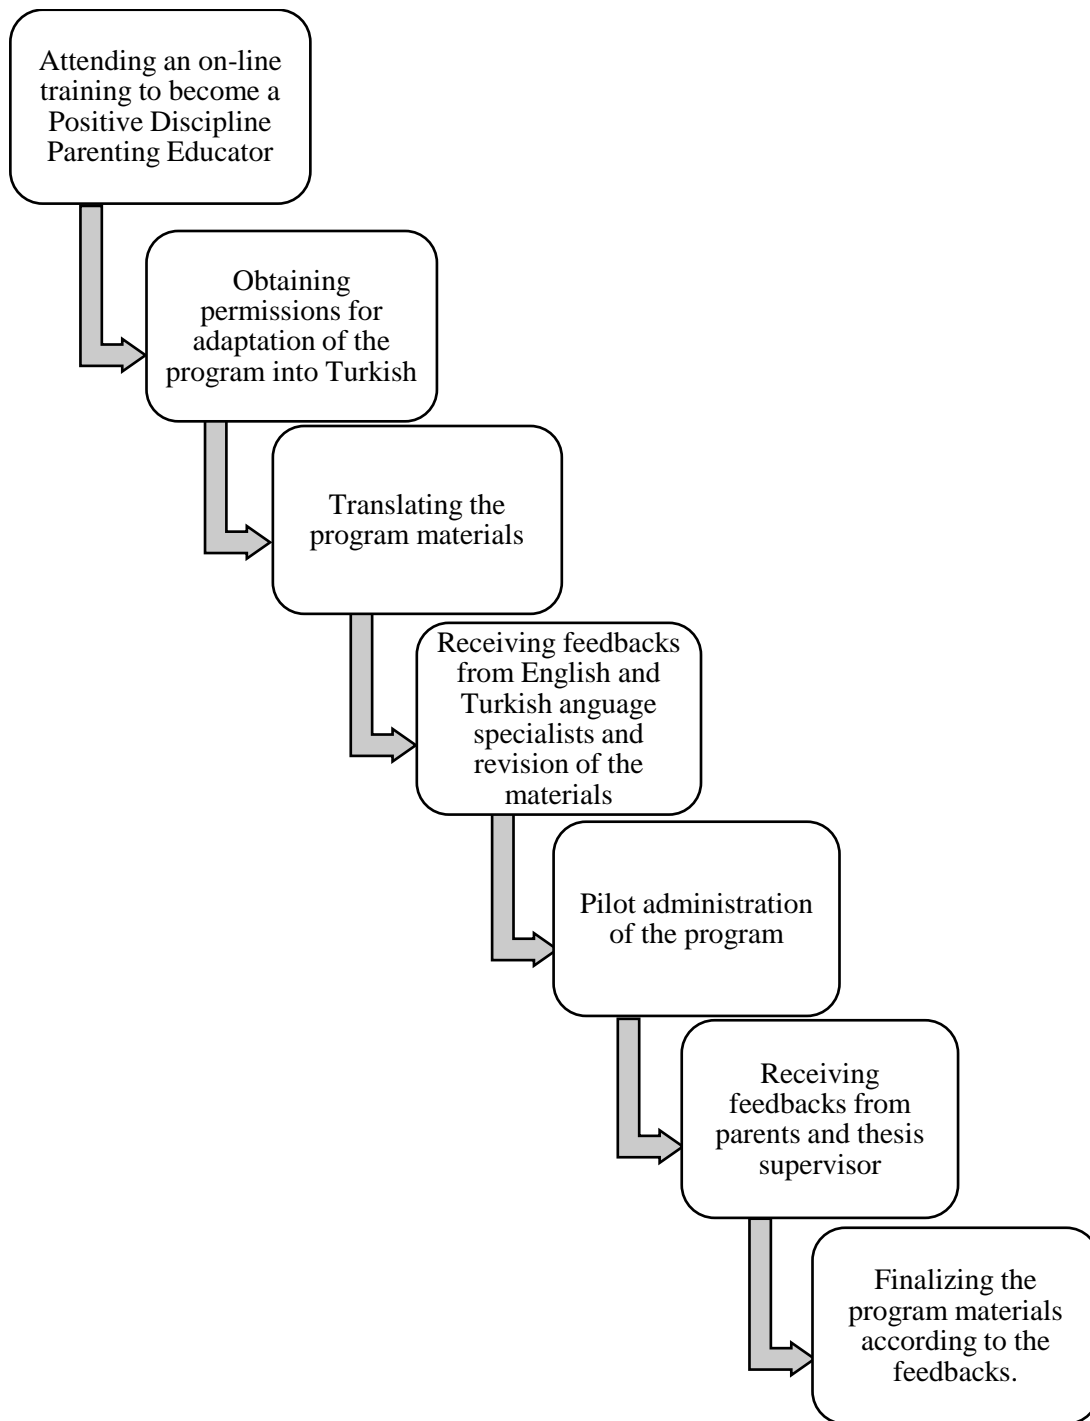 Attending an on-line
training to become a
Positive Discipline
Parenting Educator
Obtaining
permissions for
adaptation of the
program into Turkish
Translating the
program materials
Receiving feedbacks
from English and
Turkish anguage
specialists and
revision of the
materials
Pilot administration
of the program
Receiving
feedbacks from
parents and thesis
supervisor
Finalizing the
program materials
according to the
feedbacks.